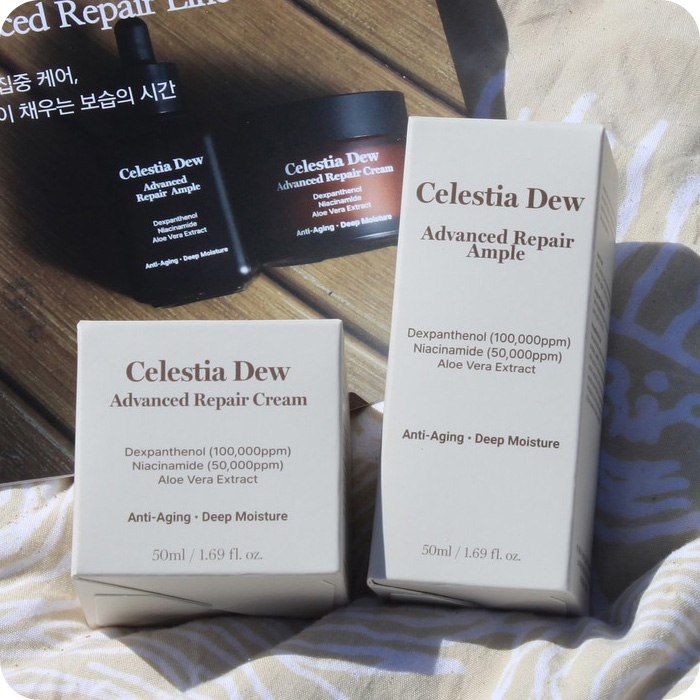 Repair
집중 케어,
이 채우는 보습의 시간
Celestia Dew
Advanced
Repair Ample
Dexpanthenol
Niacinamide
Aloe Vera Extract
Anti-Aging • Deep Moisture
Celestia Dew
Advanced Repair Cream
Dexpanthenol
Niacinamide
Aloe Vera Extract
Anti-Aging • Deep Moisture
Celestia Dew
Advanced Repair
Ample
Dexpanthenol (100,000ppm)
Niacinamide (50,000ppm)
Aloe Vera Extract
Anti-Aging • Deep Moisture
50ml / 1.69 fl. oz.
Celestia Dew
Advanced Repair Cream
Dexpanthenol (100,000ppm)
Niacinamide (50,000ppm)
Aloe Vera Extract
Anti-Aging • Deep Moisture
50ml / 1.69 fl. oz.